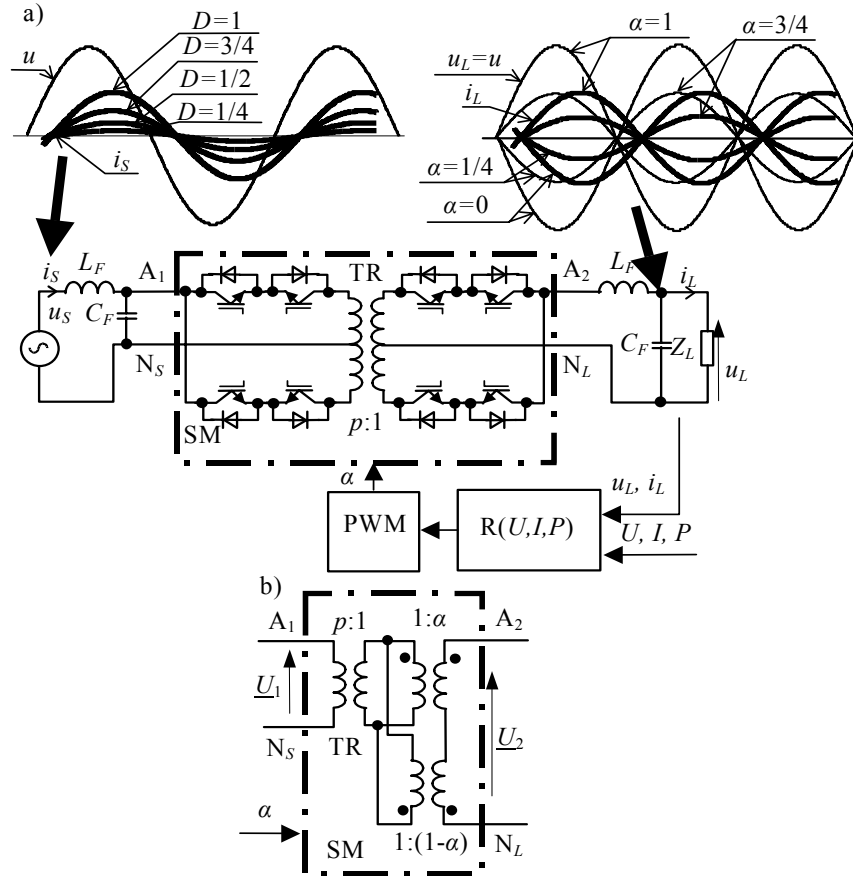 a)
D=1
D=3/4
D=1/2
D=1/4
u
i_S
α=1
α=3/4
u_L=u
i_L
α=1/4
α=0
i_S
L_F
A_1
TR
A_2
L_F
i_L
u_S
C_F
C_F
Z_L
u_L
N_S
N_L
SM
p:1
α
u_L, i_L
PWM
R(U,I,P)
U, I, P
b)
A_1
p:1
1:α
A_2
U_1
U_2
N_S
TR
α
SM
1:(1-α)
N_L